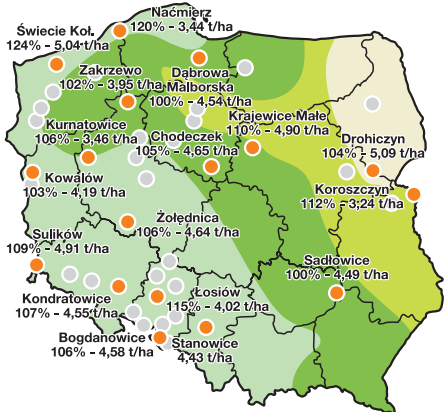 Naćmierz
120% - 3,44 t/ha
Świecie Koł.
124% - 5,04 t/ha
Zakrzewo
102% - 3,95 t/ha
Dąbrowa
Malborska
100% - 4,54 t/ha
Krajewice Małe
110% - 4,90 t/ha
Kurnatowice
106% - 3,46 t/ha
Chodeczek
105% - 4,65 t/ha
Drohiczyn
104% - 5,09 t/ha
Kowalów
103% - 4,19 t/ha
Koroszczyn
112% - 3,24 t/ha
Żołędnica
106% - 4,64 t/ha
Sulików
109% - 4,91 t/ha
Sadłowice
100% - 4,49 t/ha
Kondratowice
107% - 4,55 t/ha
Łosiów
115% - 4,02 t/ha
Bogdanowice
106% - 4,58 t/ha
Stanowice
4,43 t/ha